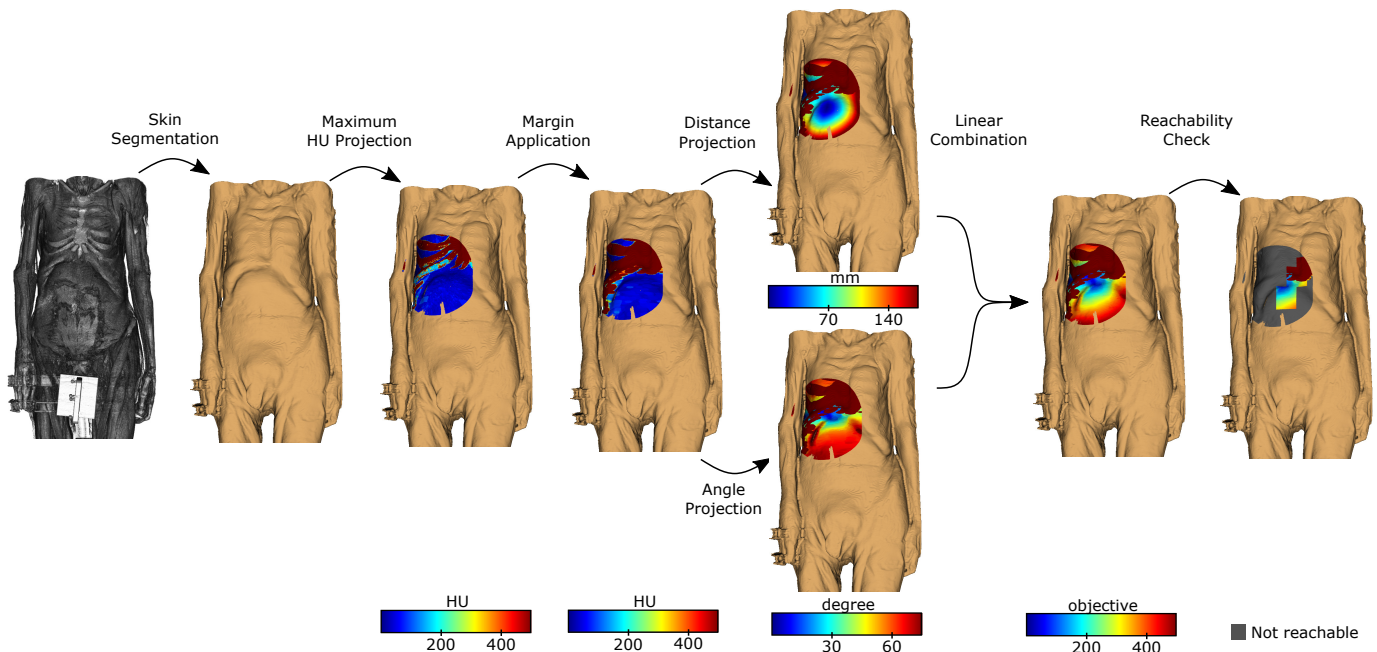 Skin
Segmentation
Maximum
HU Projection
Margin
Application
Distance
Projection
Linear
Combination
Reachability
Check
mm
70 140
Angle
Projection
HU
200 400
HU
200 400
degree
30 60
objective
200 400
Not reachable